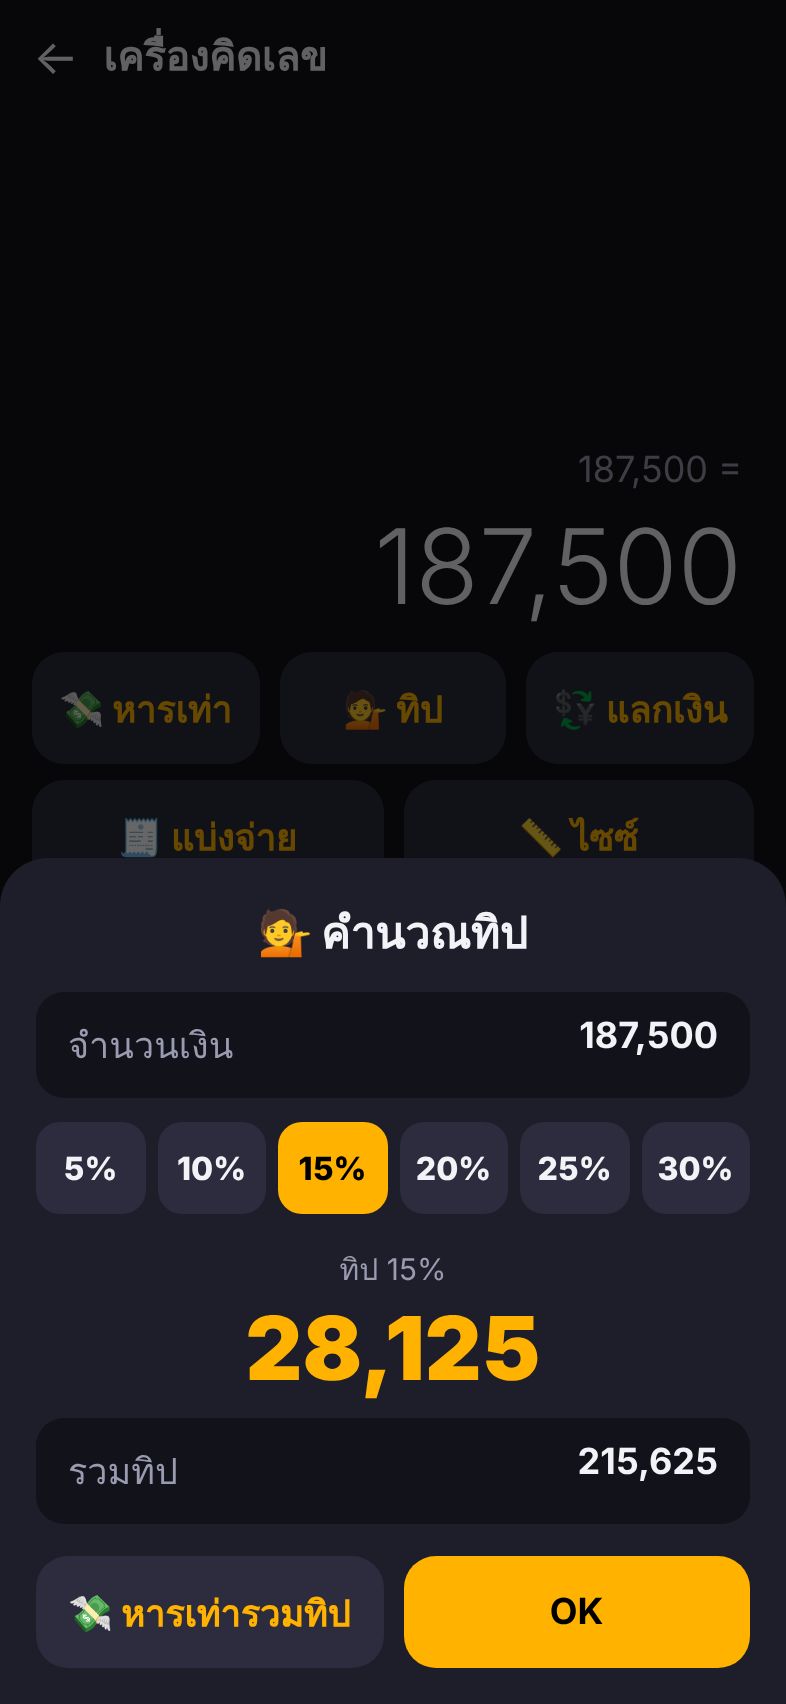 เครื่องคิดเลข
187,500 =
187,500
หารเท่า ทิป แลกเงิน
แบ่งจ่าย ไซซ์
คำนวณทิป
จำนวนเงิน 187,500
5% 10% 15% 20% 25% 30%
ทิป 15%
28,125
รวมทิป 215,625
หารเท่ารวมทิป OK